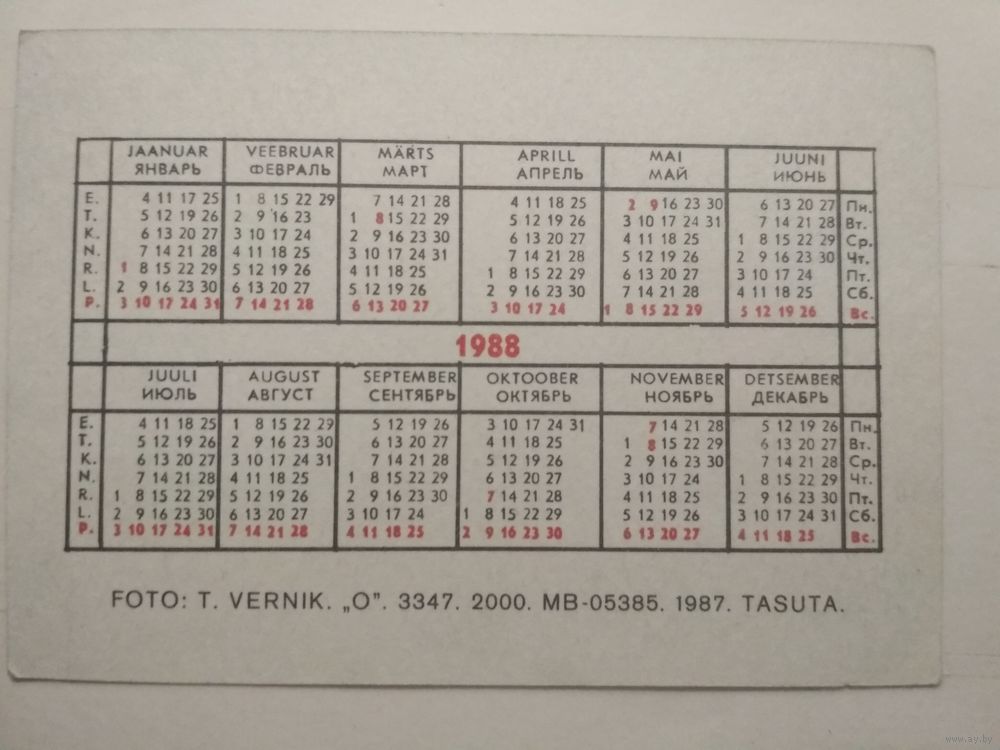 JAANUAR VEEBRUAR MÄRTS APRILL MAI JUUNI
ЯНВАРЬ ФЕВРАЛЬ МАРТ АПРЕЛЬ МАЙ ИЮНЬ
E. 4 11 17 25 1 8 15 22 29 7 14 21 28 4 11 18 25 2 9 16 23 30 6 13 20 27 Пн.
T. 5 12 19 26 2 9 16 23 1 8 15 22 29 5 12 19 26 3 10 17 24 31 7 14 21 28 Вт.
K. 6 13 20 27 3 10 17 24 2 9 16 23 30 6 13 20 27 4 11 18 25 1 8 15 22 29 Ср.
N. 7 14 21 28 4 11 18 25 3 10 17 24 31 7 14 21 28 5 12 19 26 2 9 16 23 30 Чт.
R. 1 8 15 22 29 5 12 19 26 4 11 18 25 1 8 15 22 29 6 13 20 27 3 10 17 24 Пт.
L. 2 9 16 23 30 6 13 20 27 5 12 19 26 2 9 16 23 30 7 14 21 28 4 11 18 25 Сб.
P. 3 10 17 24 31 7 14 21 28 6 13 20 27 3 10 17 24 1 8 15 22 29 5 12 19 26 Вс.
1988
JUULI AUGUST SEPTEMBER OKTOOBER NOVEMBER DETSEMBER
ИЮЛЬ АВГУСТ СЕНТЯБРЬ ОКТЯБРЬ НОЯБРЬ ДЕКАБРЬ
E. 4 11 18 25 1 8 15 22 29 5 12 19 26 3 10 17 24 31 7 14 21 28 5 12 19 26 Пн.
T. 5 12 19 26 2 9 16 23 30 6 13 20 27 4 11 18 25 1 8 15 22 29 6 13 20 27 Вт.
K. 6 13 20 27 3 10 17 24 31 7 14 21 28 5 12 19 26 2 9 16 23 30 7 14 21 28 Ср.
N. 7 14 21 28 4 11 18 25 1 8 15 22 29 6 13 20 27 3 10 17 24 1 8 15 22 29 Чт.
R. 1 8 15 22 29 5 12 19 26 2 9 16 23 30 7 14 21 28 4 11 18 25 2 9 16 23 30 Пт.
L. 2 9 16 23 30 6 13 20 27 3 10 17 24 1 8 15 22 29 5 12 19 26 3 10 17 24 31 Сб.
P. 3 10 17 24 31 7 14 21 28 4 11 18 25 2 9 16 23 30 6 13 20 27 4 11 18 25 Вс.
FOTO: T. VERNIK. „O". 3347. 2000. MB-05385. 1987. TASUTA.
www.ay.by